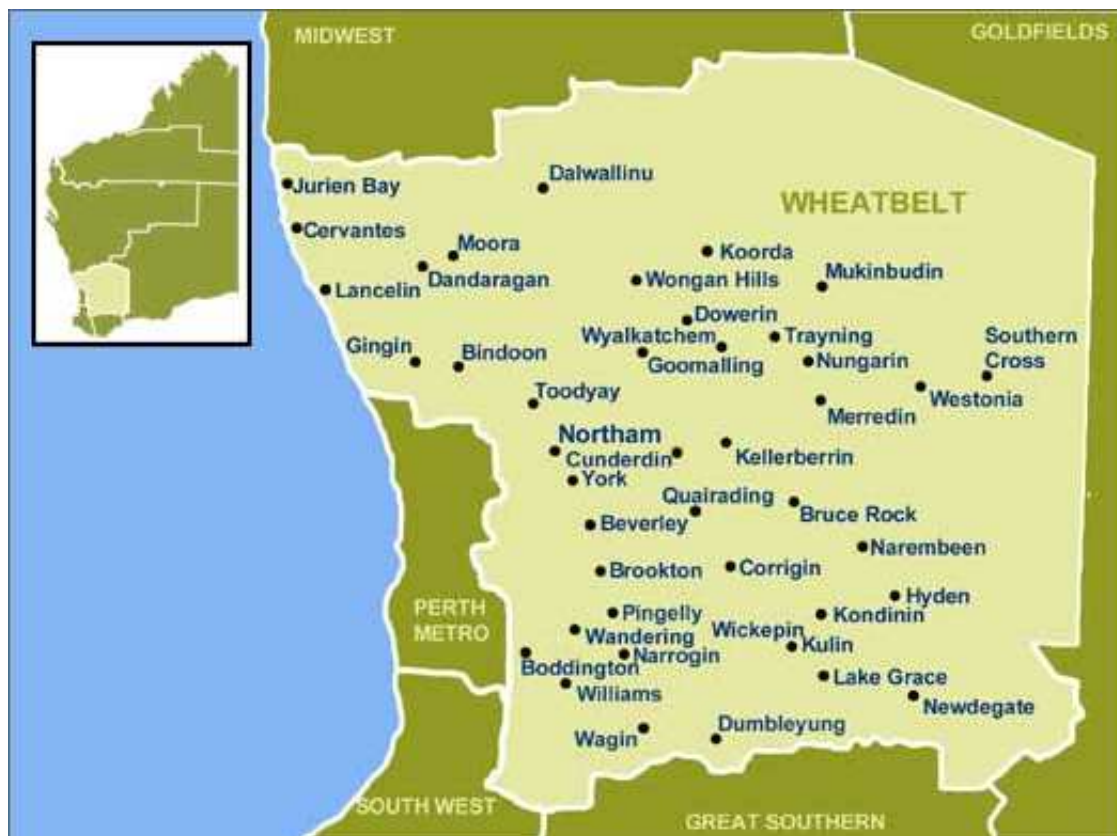 MIDWEST
GOLDFIELDS
Dalwallinu
Jurien Bay
WHEATBELT
Cervantes
Moora
Koorda
Dandaragan
Wongan Hills
Mukinbudin
Lancelin
Dowerin
Wyalkatchem
Trayning
Southern
Cross
Gingin
Bindoon
Goomalling
Nungarin
Toodyay
Westonia
Merredin
Northam
Cunderdin
Kellerberrin
York
Quairading
Bruce Rock
Beverley
Narembeen
Brookton
Corrigin
Hyden
PERTH
METRO
Pingelly
Kondinin
Wandering
Wickepin
Kulin
Boddington
Narrogin
Lake Grace
Williams
Newdegate
Wagin
Dumbleyung
SOUTH WEST
GREAT SOUTHERN